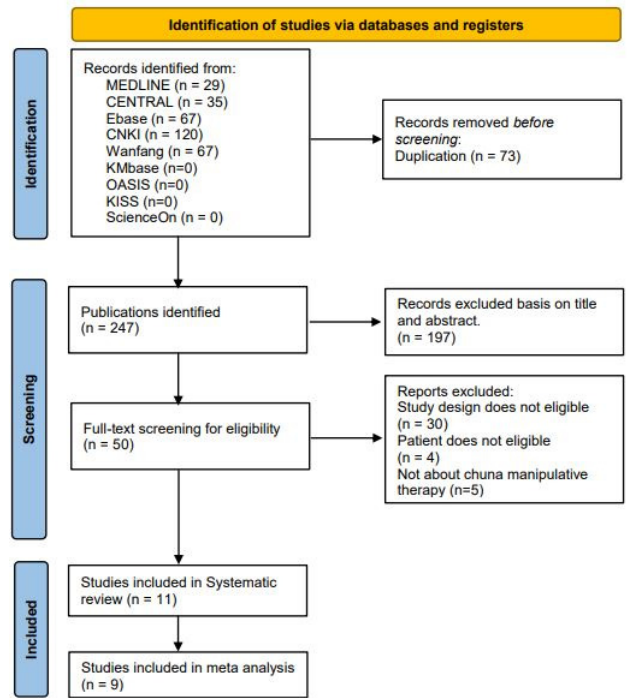 Identification of studies via databases and registers
Identification
Records identified from:
MEDLINE (n = 29)
CENTRAL (n = 35)
Ebase (n = 67)
CNKI (n = 120)
Wanfang (n = 67)
KMbase (n=0)
OASIS (n=0)
KISS (n=0)
ScienceOn (n = 0)
Records removed before
screening:
Duplication (n = 73)
Screening
Publications identified
(n = 247)
Records excluded basis on title
and abstract.
(n = 197)
Full-text screening for eligibility
(n = 50)
Reports excluded:
Study design does not eligible
(n = 30)
Patient does not eligible
(n = 4)
Not about chuna manipulative
therapy (n=5)
Included
Studies included in Systematic
review (n = 11)
Studies included in meta analysis
(n = 9)